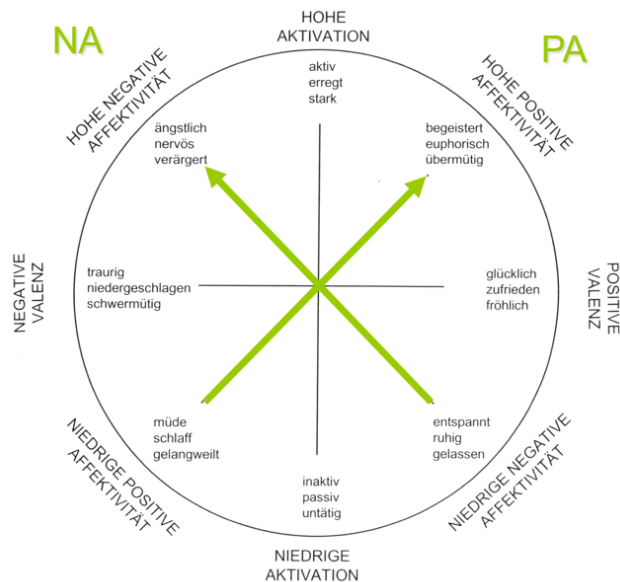 NA
HOHE
AKTIVATION
PA
HOHE NEGATIVE
AFFEKTIVITÄT
aktiv
erregt
stark
HOHE POSITIVE
AFFEKTIVITÄT
ängstlich
nervös
verärgert
begeistert
euphorisch
übermütig
NEGATIVE
VALENZ
traurig
niedergeschlagen
schwermütig
glücklich
zufrieden
fröhlich
POSITIVE
VALENZ
müde
schlaff
gelangweilt
entspannt
ruhig
gelassen
NIEDRIGE POSITIVE
AFFEKTIVITÄT
inaktiv
passiv
untätig
NIEDRIGE NEGATIVE
AFFEKTIVITÄT
NIEDRIGE
AKTIVATION